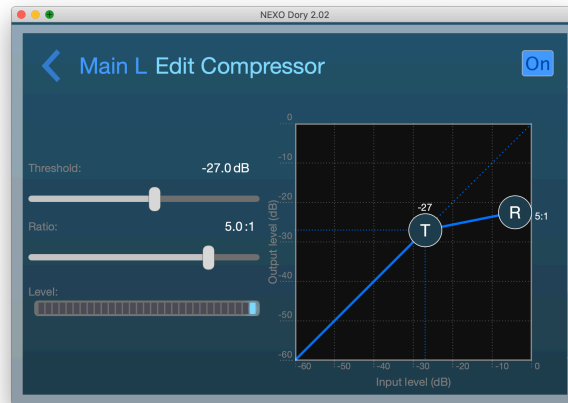 NEXO Dory 2.02
Main L Edit Compressor
On
Threshold:
-27.0 dB
Ratio:
5.0:1
Level:
Output level (dB)
0
-10
-20
-30
-40
-50
-60
-27
T
R
5:1
-60
-50
-40
-30
-20
-10
0
Input level (dB)